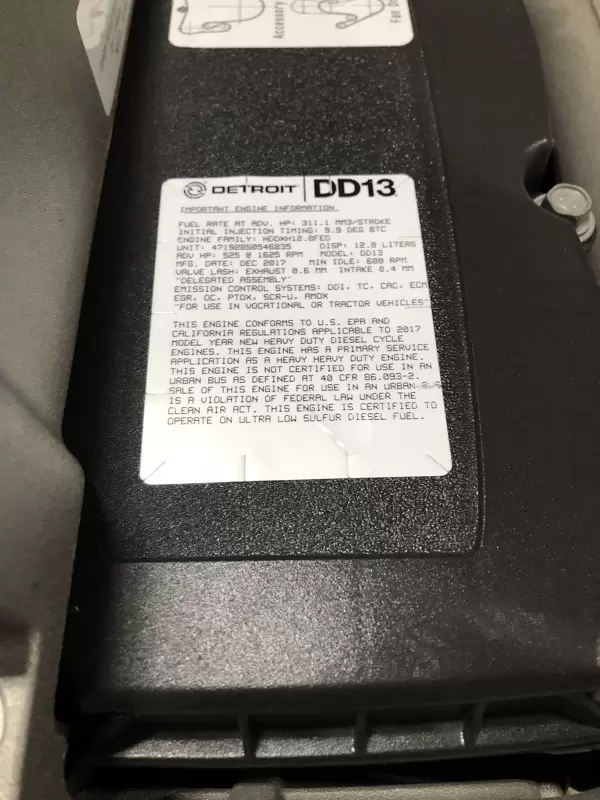 Accessory
Fan Dr
DETROIT DD13
IMPORTANT ENGINE INFORMATION
FUEL RATE AT ADV. HP: 311.1 MM3/STROKE
INITIAL INJECTION TIMING: 9.9 DEG BTC
ENGINE FAMILY: HDDXH12.8FED
UNIT: 471928S0546835 DISP: 12.8 LITERS
ADV HP: 525 @ 1625 RPM MODEL: DD13
MFG. DATE: DEC 2017 MIN IDLE: 600 RPM
VALVE LASH: EXHAUST 0.6 MM INTAKE 0.4 MM
"DELEGATED ASSEMBLY"
EMISSION CONTROL SYSTEMS: DDI, TC, CAC, ECM
EGR, OC, PTOX, SCR-U, AMOX
"FOR USE IN VOCATIONAL OR TRACTOR VEHICLES"
THIS ENGINE CONFORMS TO U.S. EPA AND
CALIFORNIA REGULATIONS APPLICABLE TO 2017
MODEL YEAR NEW HEAVY DUTY DIESEL CYCLE
ENGINES. THIS ENGINE HAS A PRIMARY SERVICE
APPLICATION AS A HEAVY HEAVY DUTY ENGINE.
THIS ENGINE IS NOT CERTIFIED FOR USE IN AN
URBAN BUS AS DEFINED AT 40 CFR 86.093-2.
SALE OF THIS ENGINE FOR USE IN AN URBAN BUS
IS A VIOLATION OF FEDERAL LAW UNDER THE
CLEAN AIR ACT. THIS ENGINE IS CERTIFIED TO
OPERATE ON ULTRA LOW SULFUR DIESEL FUEL.